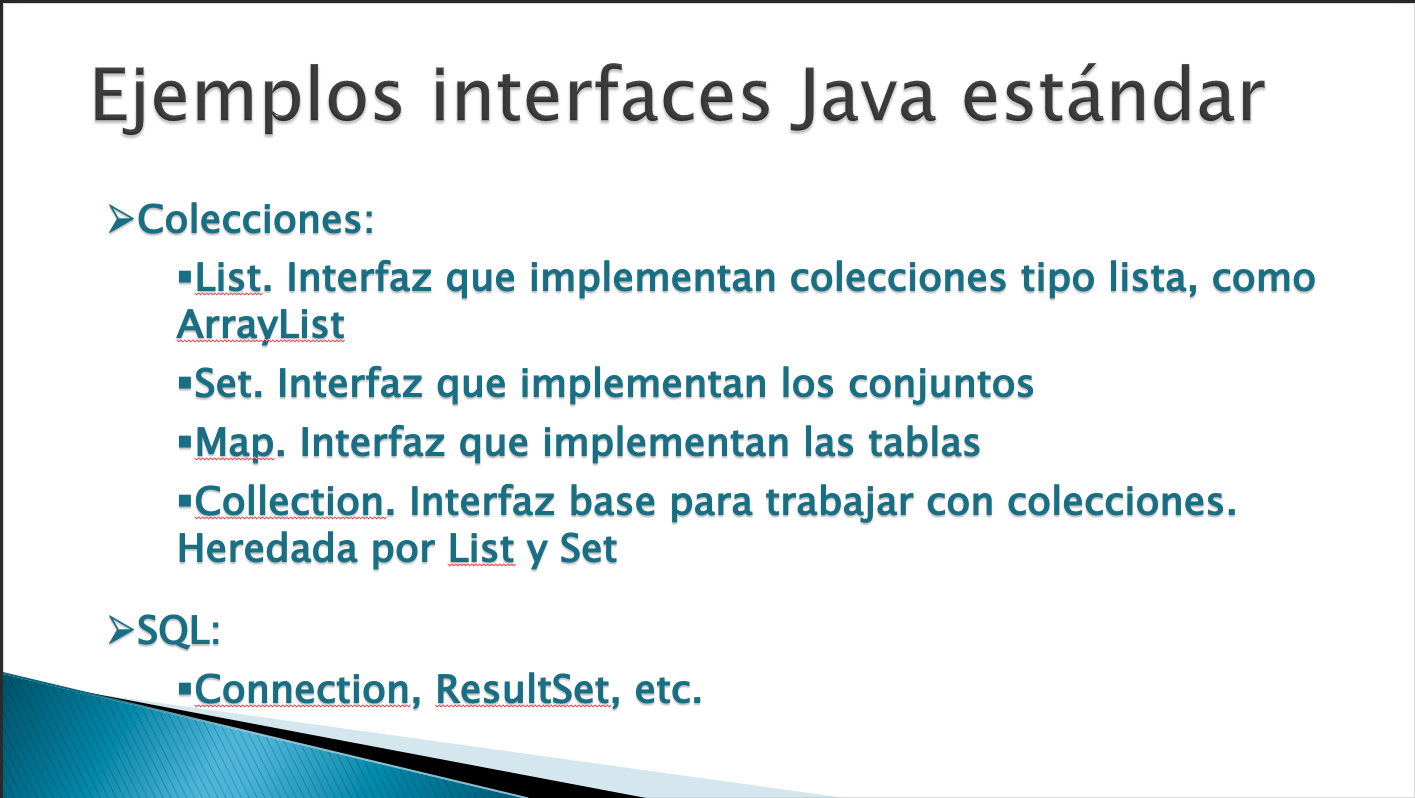 Ejemplos interfaces Java estándar
➢Colecciones:
▪List. Interfaz que implementan colecciones tipo lista, como
ArrayList
▪Set. Interfaz que implementan los conjuntos
▪Map. Interfaz que implementan las tablas
▪Collection. Interfaz base para trabajar con colecciones.
Heredada por List y Set
➢SQL:
▪Connection, ResultSet, etc.